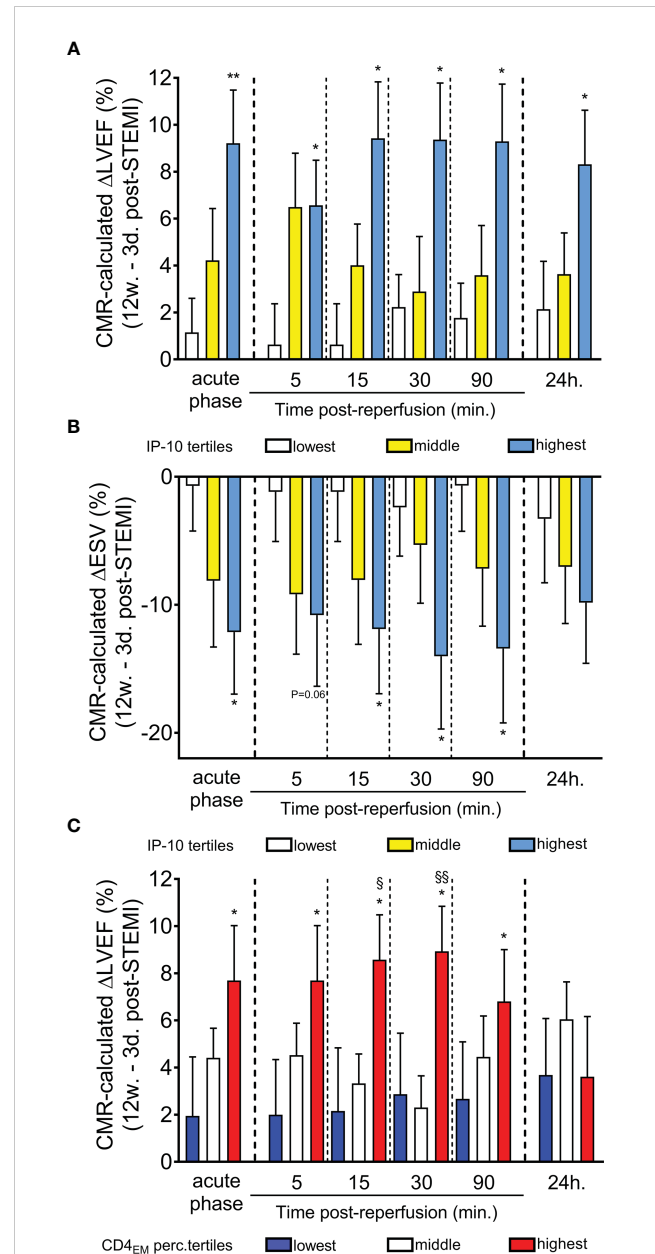 A
CMR-calculated ΔLVEF (%)
(12w. - 3d. post-STEMI)
12
10
8
6
4
2
0
**
*
*
*
*
*
acute
phase
5
15
30
90
24h.
Time post-reperfusion (min.)
IP-10 tertiles
lowest
middle
highest
B
CMR-calculated ΔESV (%)
(12w. - 3d. post-STEMI)
0
-10
-20
*
P=0.06
*
*
*
acute
phase
5
15
30
90
24h.
Time post-reperfusion (min.)
IP-10 tertiles
lowest
middle
highest
C
CMR-calculated ΔLVEF (%)
(12w. - 3d. post-STEMI)
12
10
8
6
4
2
0
*
*
§
*
§§
*
*
acute
phase
5
15
30
90
24h.
Time post-reperfusion (min.)
CD4EM perc.tertiles
lowest
middle
highest